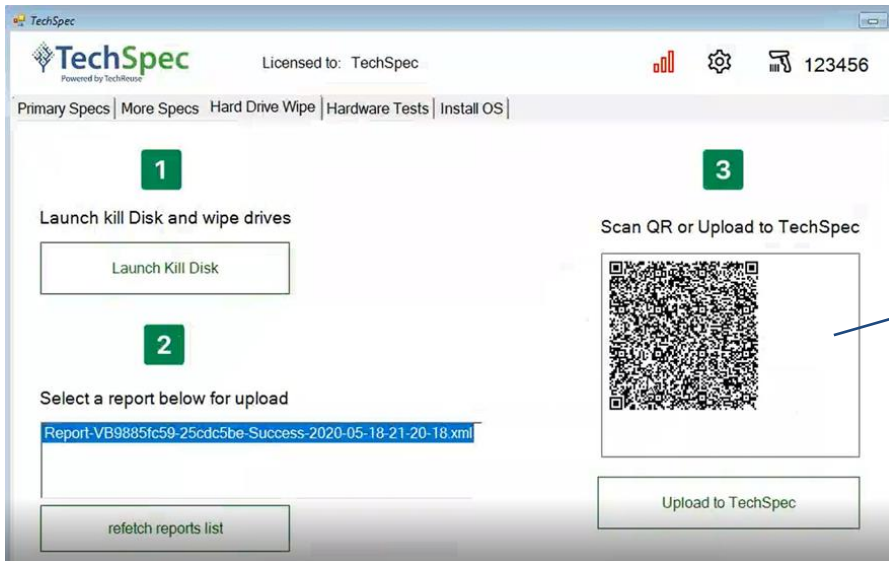 TechSpec
TechSpec
Powered by TechReuse
Licensed to: TechSpec
123456
Primary Specs More Specs Hard Drive Wipe Hardware Tests Install OS
1
Launch kill Disk and wipe drives
Launch Kill Disk
2
Select a report below for upload
Report-VB9885fc59-25cdc5be-Success-2020-05-18-21-20-18.xml
refetch reports list
3
Scan QR or Upload to TechSpec
Upload to TechSpec